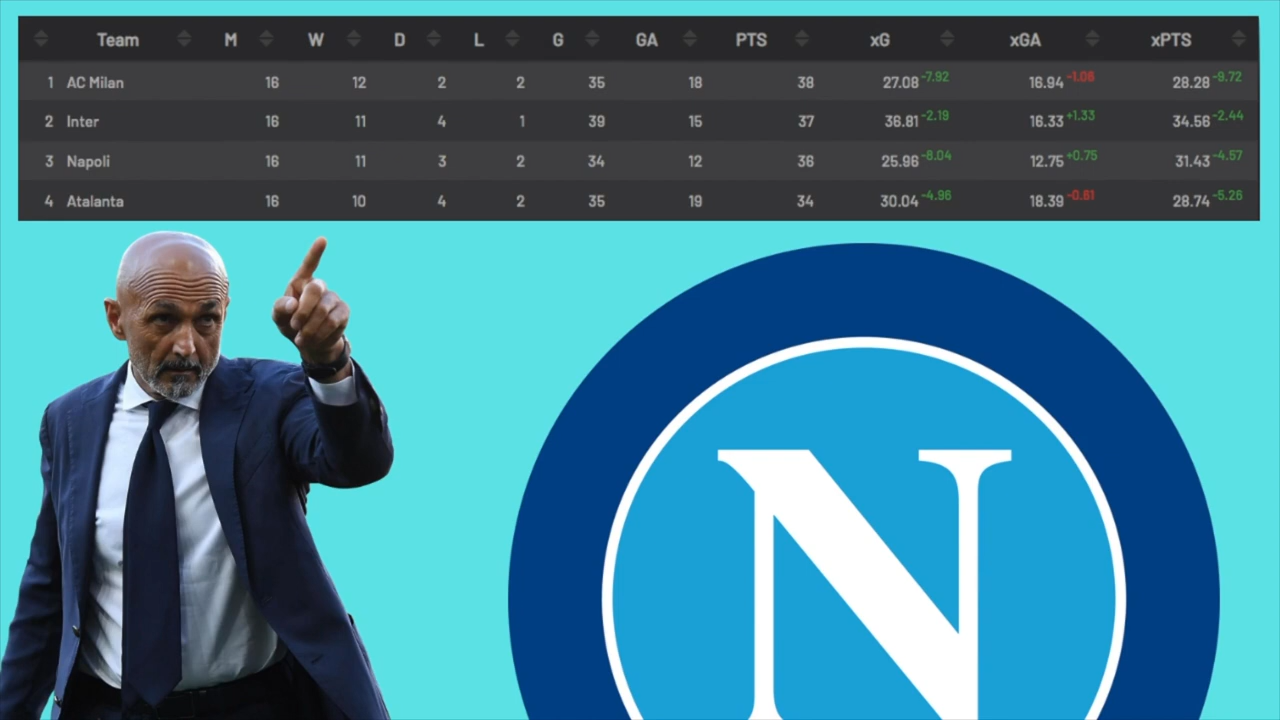 Team M W D L G GA PTS xG xGA xPTS
1 AC Milan 16 12 2 2 35 18 38 27.08 -7.92 16.94 -1.06 28.28 -9.72
2 Inter 16 11 4 1 39 15 37 36.81 -2.19 16.33 +1.33 34.56 -2.44
3 Napoli 16 11 3 2 34 12 36 25.96 -8.04 12.75 +0.75 31.43 -4.57
4 Atalanta 16 10 4 2 35 19 34 30.04 -4.96 18.39 -0.61 28.74 -5.26
N